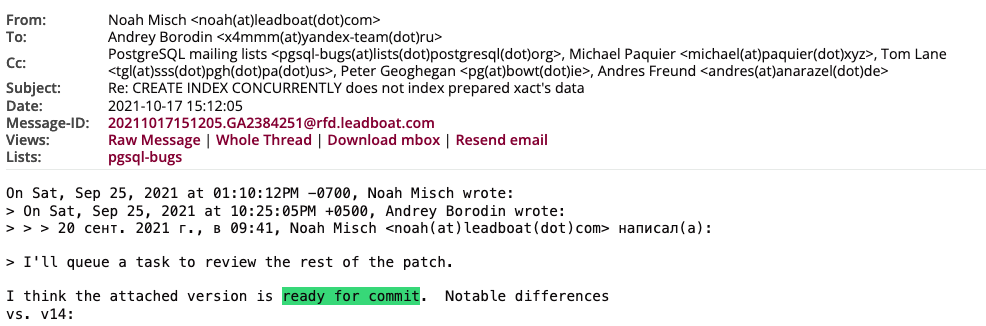 From: Noah Misch <noah(at)leadboat(dot)com>
To: Andrey Borodin <x4mmm(at)yandex-team(dot)ru>
Cc: PostgreSQL mailing lists <pgsql-bugs(at)lists(dot)postgresql(dot)org>, Michael Paquier <michael(at)paquier(dot)xyz>, Tom Lane
<tgl(at)sss(dot)pgh(dot)pa(dot)us>, Peter Geoghegan <pg(at)bowt(dot)ie>, Andres Freund <andres(at)anarazel(dot)de>
Subject: Re: CREATE INDEX CONCURRENTLY does not index prepared xact's data
Date: 2021-10-17 15:12:05
Message-ID: 20211017151205.GA2384251@rfd.leadboat.com
Views: Raw Message | Whole Thread | Download mbox | Resend email
Lists: pgsql-bugs
On Sat, Sep 25, 2021 at 01:10:12PM -0700, Noah Misch wrote:
> On Sat, Sep 25, 2021 at 10:25:05PM +0500, Andrey Borodin wrote:
> > > 20 сент. 2021 г., в 09:41, Noah Misch <noah(at)leadboat(dot)com> написал(а):
> I'll queue a task to review the rest of the patch.
I think the attached version is ready for commit.  Notable differences
vs. v14: